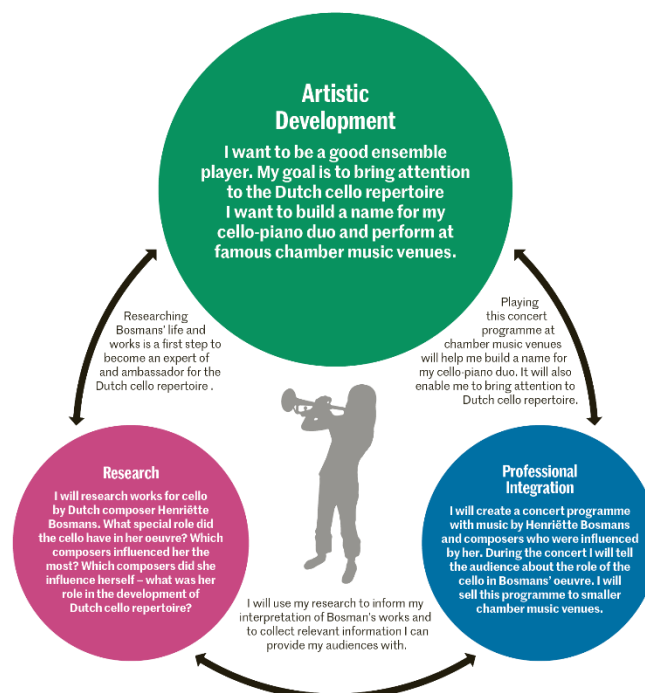 Artistic
Development
I want to be a good ensemble
player. My goal is to bring attention
to the Dutch cello repertoire
I want to build a name for my
cello-piano duo and perform at
famous chamber music venues.
Researching
Bosmans' life and
works is a first step to
become an expert of
and ambassador for the
Dutch cello repertoire .
Playing
this concert
programme at
chamber music venues
will help me build a name for
my cello-piano duo. It will also
enable me to bring attention to
Dutch cello repertoire.
Research
I will research works for cello
by Dutch composer Henriëtte
Bosmans. What special role did
the cello have in her oeuvre? Which
composers influenced her the
most? Which composers did she
influence herself – what was her
role in the development of
Dutch cello repertoire?
Professional
Integration
I will create a concert programme
with music by Henriëtte Bosmans
and composers who were influenced
by her. During the concert I will tell
the audience about the role of the
cello in Bosmans' oeuvre. I will
sell this programme to smaller
chamber music venues.
I will use my research to inform my
interpretation of Bosman's works and
to collect relevant information I can
provide my audiences with.